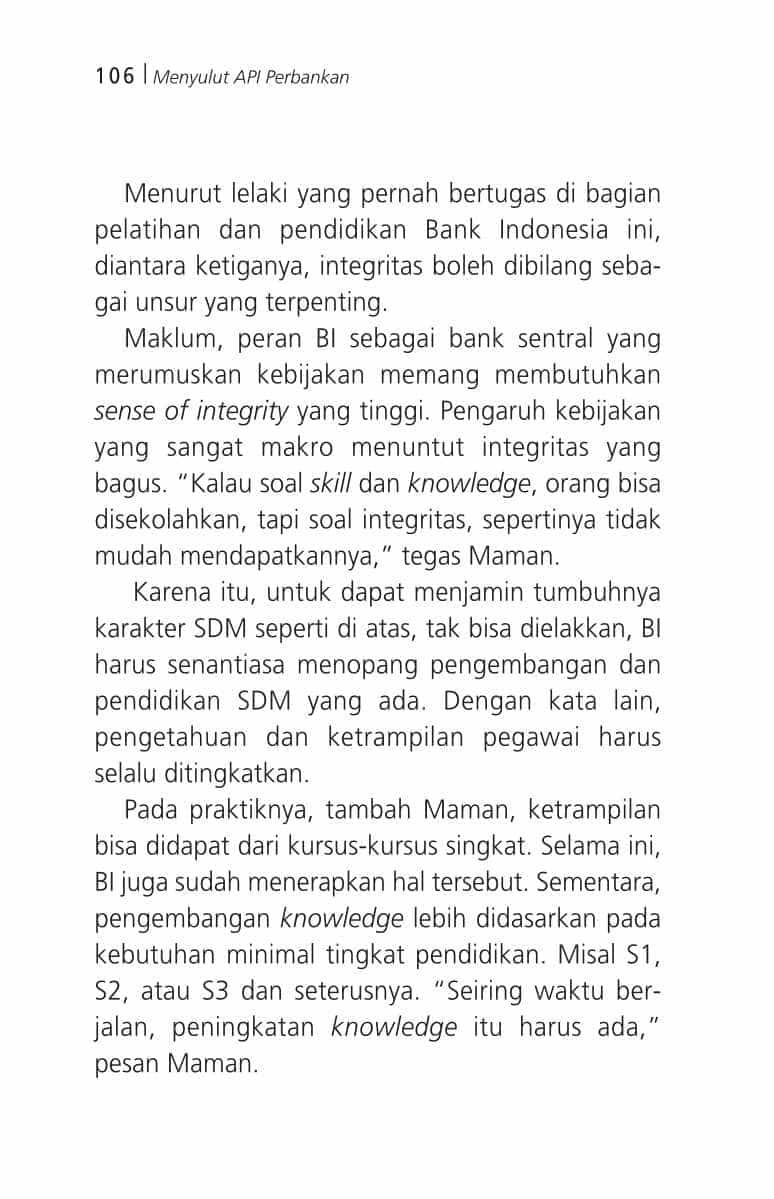 106 | Menyulut API Perbankan
Menurut lelaki yang pernah bertugas di bagian
pelatihan dan pendidikan Bank Indonesia ini,
diantara ketiganya, integritas boleh dibilang seba-
gai unsur yang terpenting.
Maklum, peran BI sebagai bank sentral yang
merumuskan kebijakan memang membutuhkan
sense of integrity yang tinggi. Pengaruh kebijakan
yang sangat makro menuntut integritas yang
bagus. “Kalau soal skill dan knowledge, orang bisa
disekolahkan, tapi soal integritas, sepertinya tidak
mudah mendapatkannya,” tegas Maman.
Karena itu, untuk dapat menjamin tumbuhnya
karakter SDM seperti di atas, tak bisa dielakkan, BI
harus senantiasa menopang pengembangan dan
pendidikan SDM yang ada. Dengan kata lain,
pengetahuan dan ketrampilan pegawai harus
selalu ditingkatkan.
Pada praktiknya, tambah Maman, ketrampilan
bisa didapat dari kursus-kursus singkat. Selama ini,
BI juga sudah menerapkan hal tersebut. Sementara,
pengembangan knowledge lebih didasarkan pada
kebutuhan minimal tingkat pendidikan. Misal S1,
S2, atau S3 dan seterusnya. “Seiring waktu ber-
jalan, peningkatan knowledge itu harus ada,”
pesan Maman.